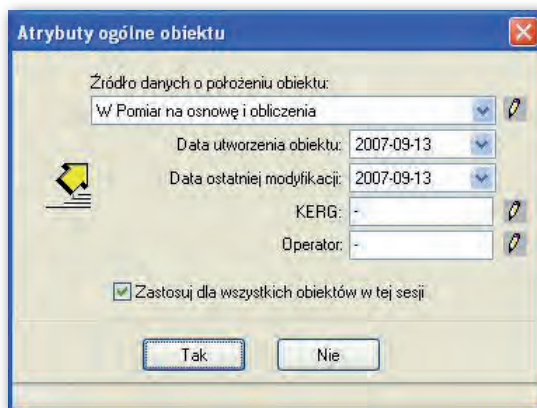 Atrybuty ogólne obiektu
Źródło danych o położeniu obiektu:
W Pomiar na osnowę i obliczenia
Data utworzenia obiektu: 2007-09-13
Data ostatniej modyfikacji: 2007-09-13
KERG: -
Operator: -
Zastosuj dla wszystkich obiektów w tej sesji
Tak Nie